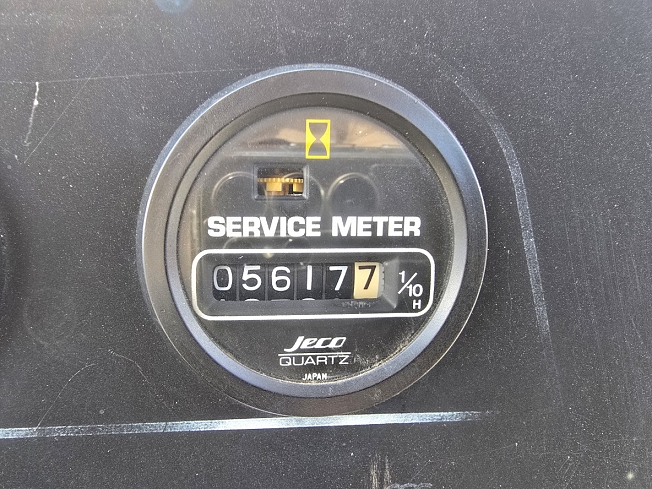 SERVICE METER
056177 1/10 H
Jeco
QUARTZ
JAPAN